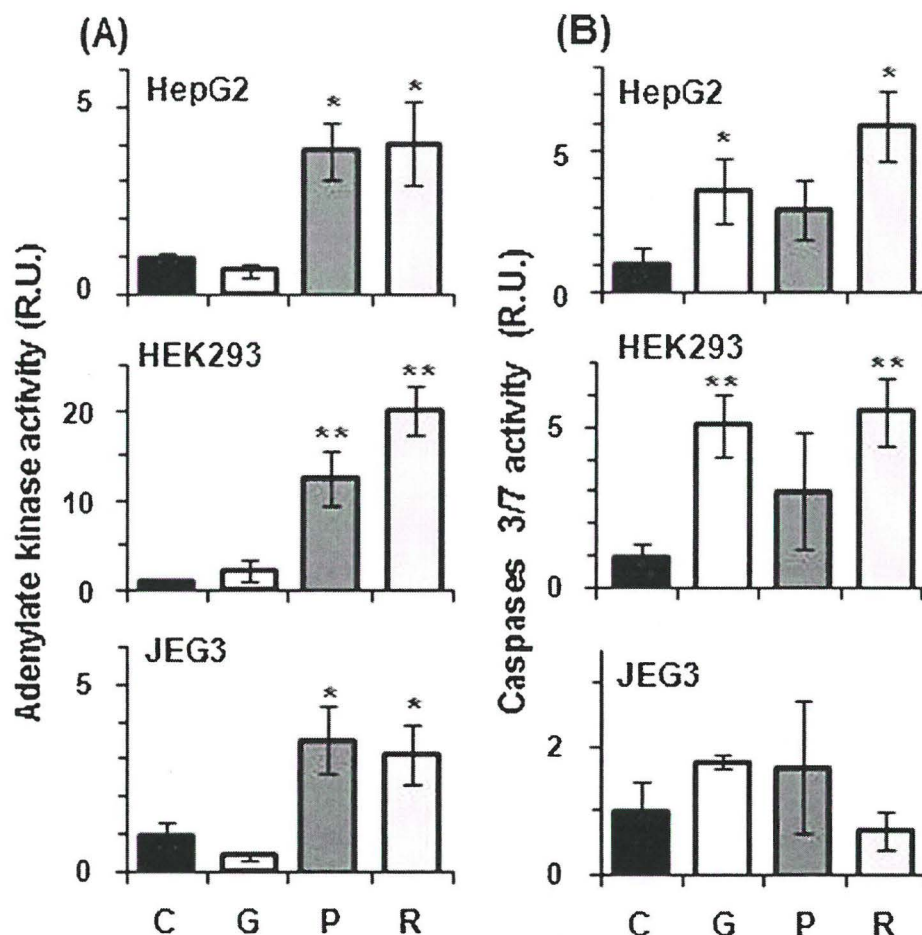 (A)
Adenylate kinase activity (R.U.)
HepG2
5
0
*
*
HEK293
20
10
0
**
**
JEG3
5
0
*
*
C G P R
(B)
Caspases 3/7 activity (R.U.)
HepG2
5
0
*
*
HEK293
5
0
**
**
JEG3
2
0
C G P R